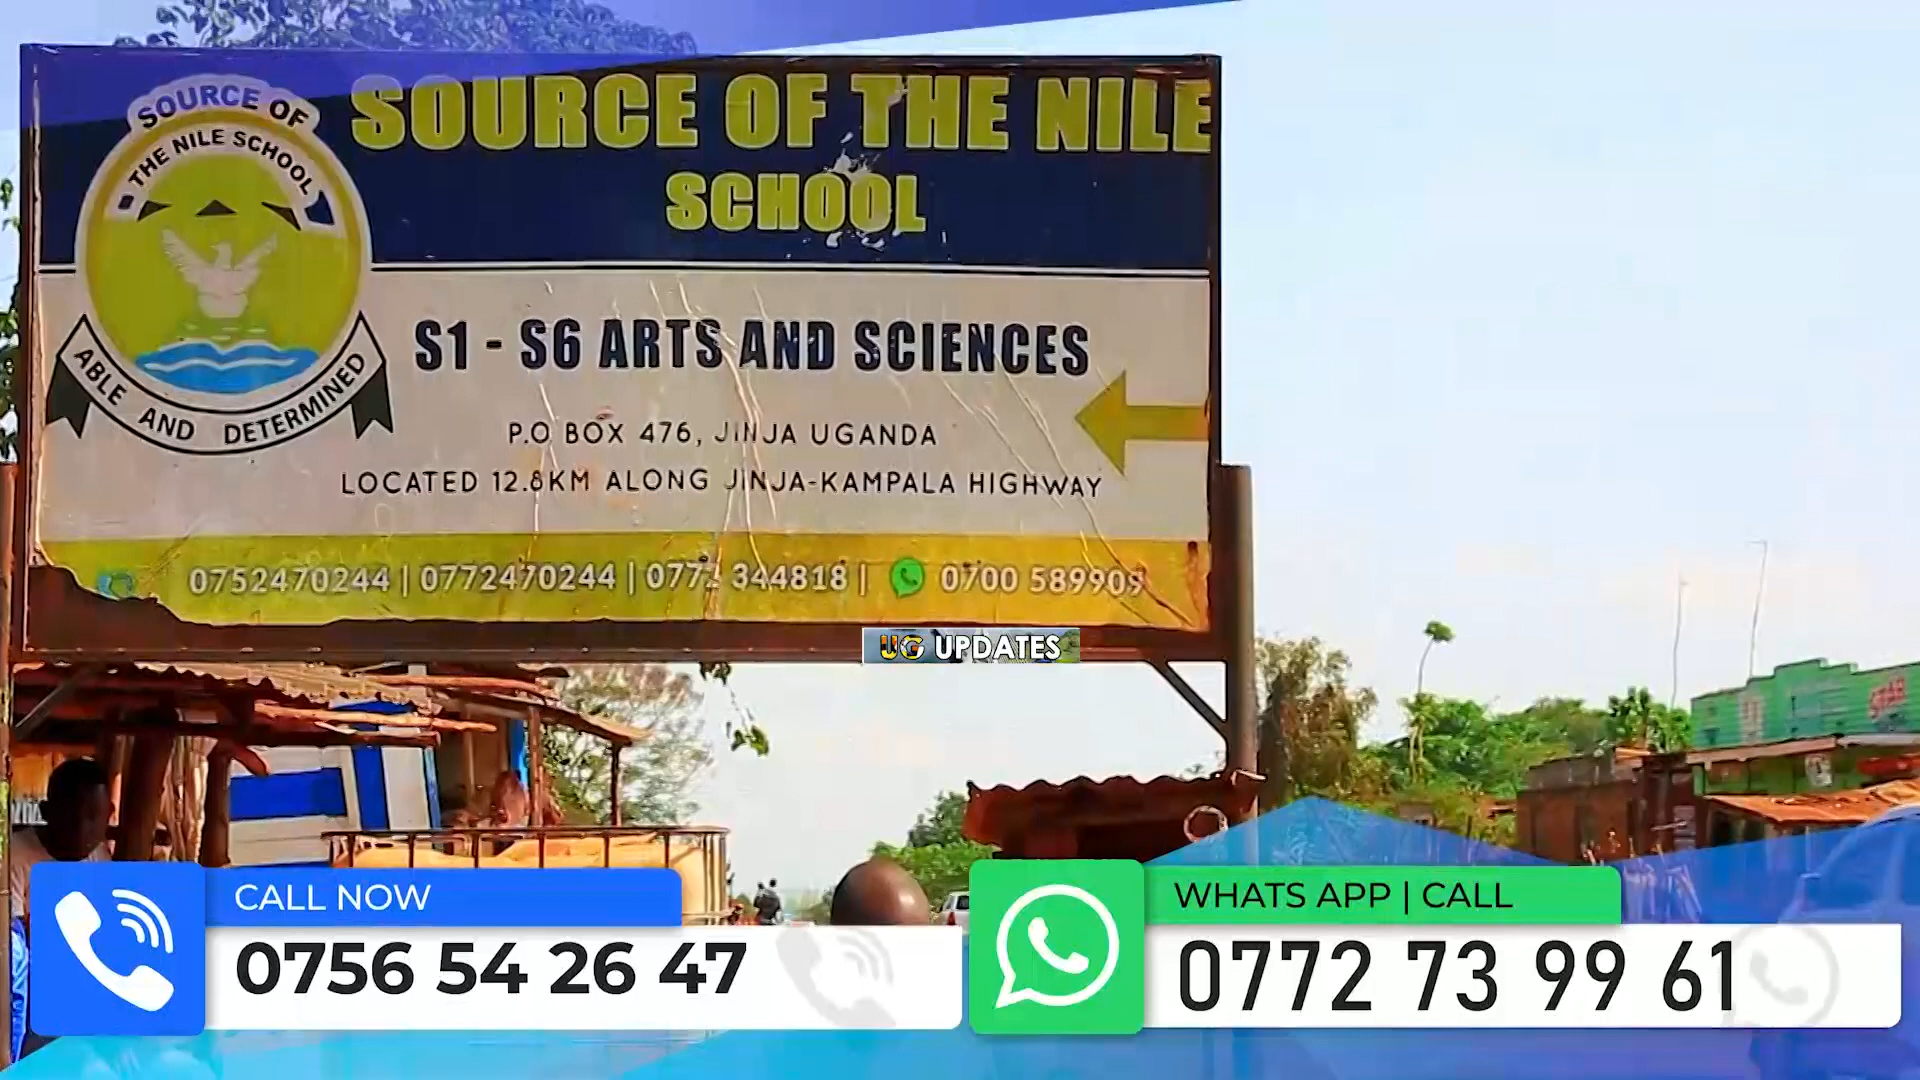 SOURCE OF
THE NILE SCHOOL
ABLE AND DETERMINED
SOURCE OF THE NILE
SCHOOL
S1 - S6 ARTS AND SCIENCES
P.O BOX 476, JINJA UGANDA
LOCATED 12.8KM ALONG JINJA-KAMPALA HIGHWAY
0752470244 | 0772470244 | 344818 | 0700 589909
UG UPDATES
CALL NOW
0756 54 26 47
WHATS APP | CALL
0772 73 99 61